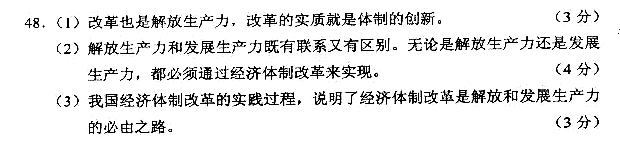 48.（1）改革也是解放生产力，改革的实质就是体制的创新。（3 分）
（2）解放生产力和发展生产力既有联系又有区别。无论是解放生产力还是发展
生产力，都必须通过经济体制改革来实现。（4 分）
（3）我国经济体制改革的实践过程，说明了经济体制改革是解放和发展生产力
的必由之路。（3 分）